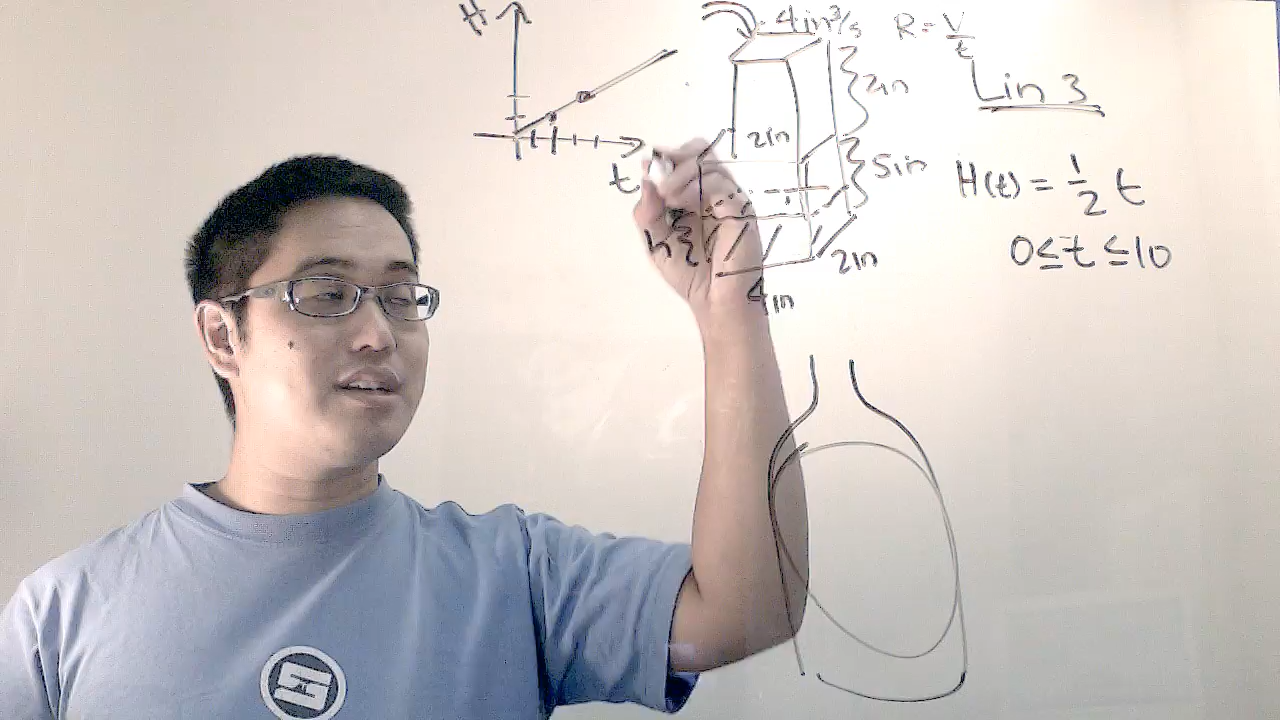 H
t
4in³/s
R = V/t
2in
Lin 3
2in
5in
H(t) = 1/2 t
0 ≤ t ≤ 10
h
2in
4in